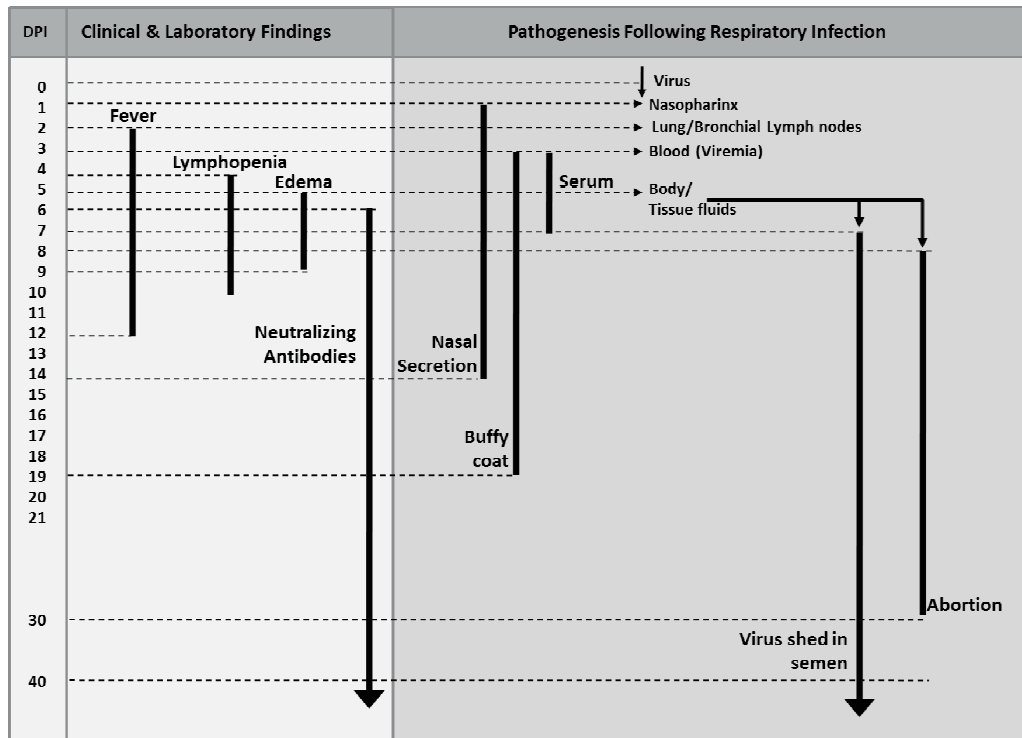 DPI
Clinical & Laboratory Findings
Pathogenesis Following Respiratory Infection
0
1
2
3
4
5
6
7
8
9
10
11
12
13
14
15
16
17
18
19
20
21
30
40
Fever
Lymphopenia
Edema
Neutralizing
Antibodies
Nasal
Secretion
Buffy
coat
Serum
Virus
Nasopharinx
Lung/Bronchial Lymph nodes
Blood (Viremia)
Body/
Tissue fluids
Virus shed in
semen
Abortion